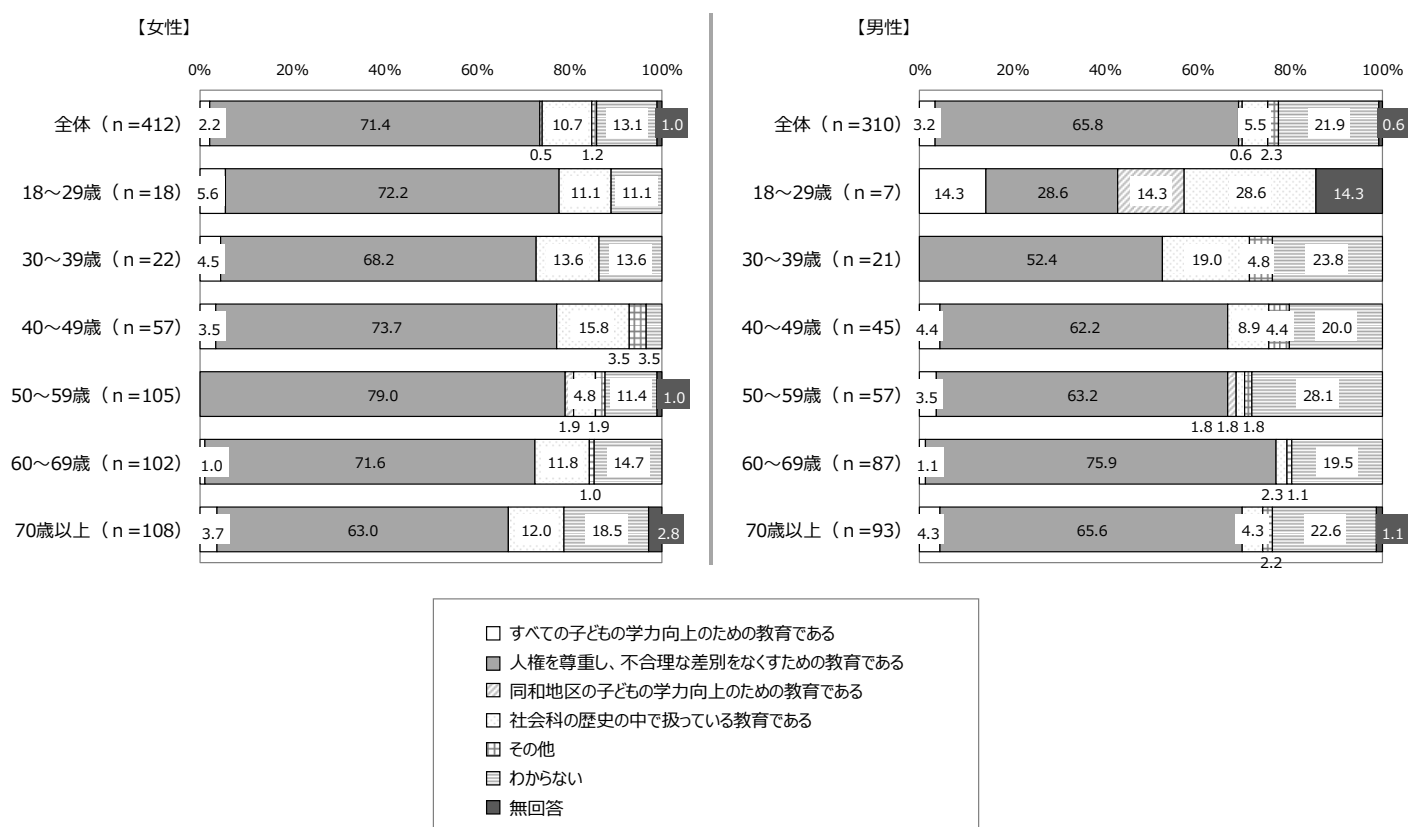 【女性】
0% 20% 40% 60% 80% 100%
全体（ｎ=412） 2.2 71.4 10.7 13.1 1.0
0.5 1.2
18～29歳（ｎ=18） 5.6 72.2 11.1 11.1
30～39歳（ｎ=22） 4.5 68.2 13.6 13.6
40～49歳（ｎ=57） 3.5 73.7 15.8
3.5 3.5
50～59歳（ｎ=105） 79.0 4.8 11.4 1.0
1.9 1.9
60～69歳（ｎ=102） 1.0 71.6 11.8 14.7
1.0
70歳以上（ｎ=108） 3.7 63.0 12.0 18.5 2.8
【男性】
0% 20% 40% 60% 80% 100%
全体（ｎ=310） 3.2 65.8 5.5 21.9 0.6
0.6 2.3
18～29歳（ｎ=7） 14.3 28.6 14.3 28.6 14.3
30～39歳（ｎ=21） 52.4 19.0 4.8 23.8
40～49歳（ｎ=45） 4.4 62.2 8.9 4.4 20.0
50～59歳（ｎ=57） 3.5 63.2 28.1
1.8 1.8 1.8
60～69歳（ｎ=87） 1.1 75.9 19.5
2.3 1.1
70歳以上（ｎ=93） 4.3 65.6 4.3 22.6 1.1
2.2
すべての子どもの学力向上のための教育である
人権を尊重し、不合理な差別をなくすための教育である
同和地区の子どもの学力向上のための教育である
社会科の歴史の中で扱っている教育である
その他
わからない
無回答